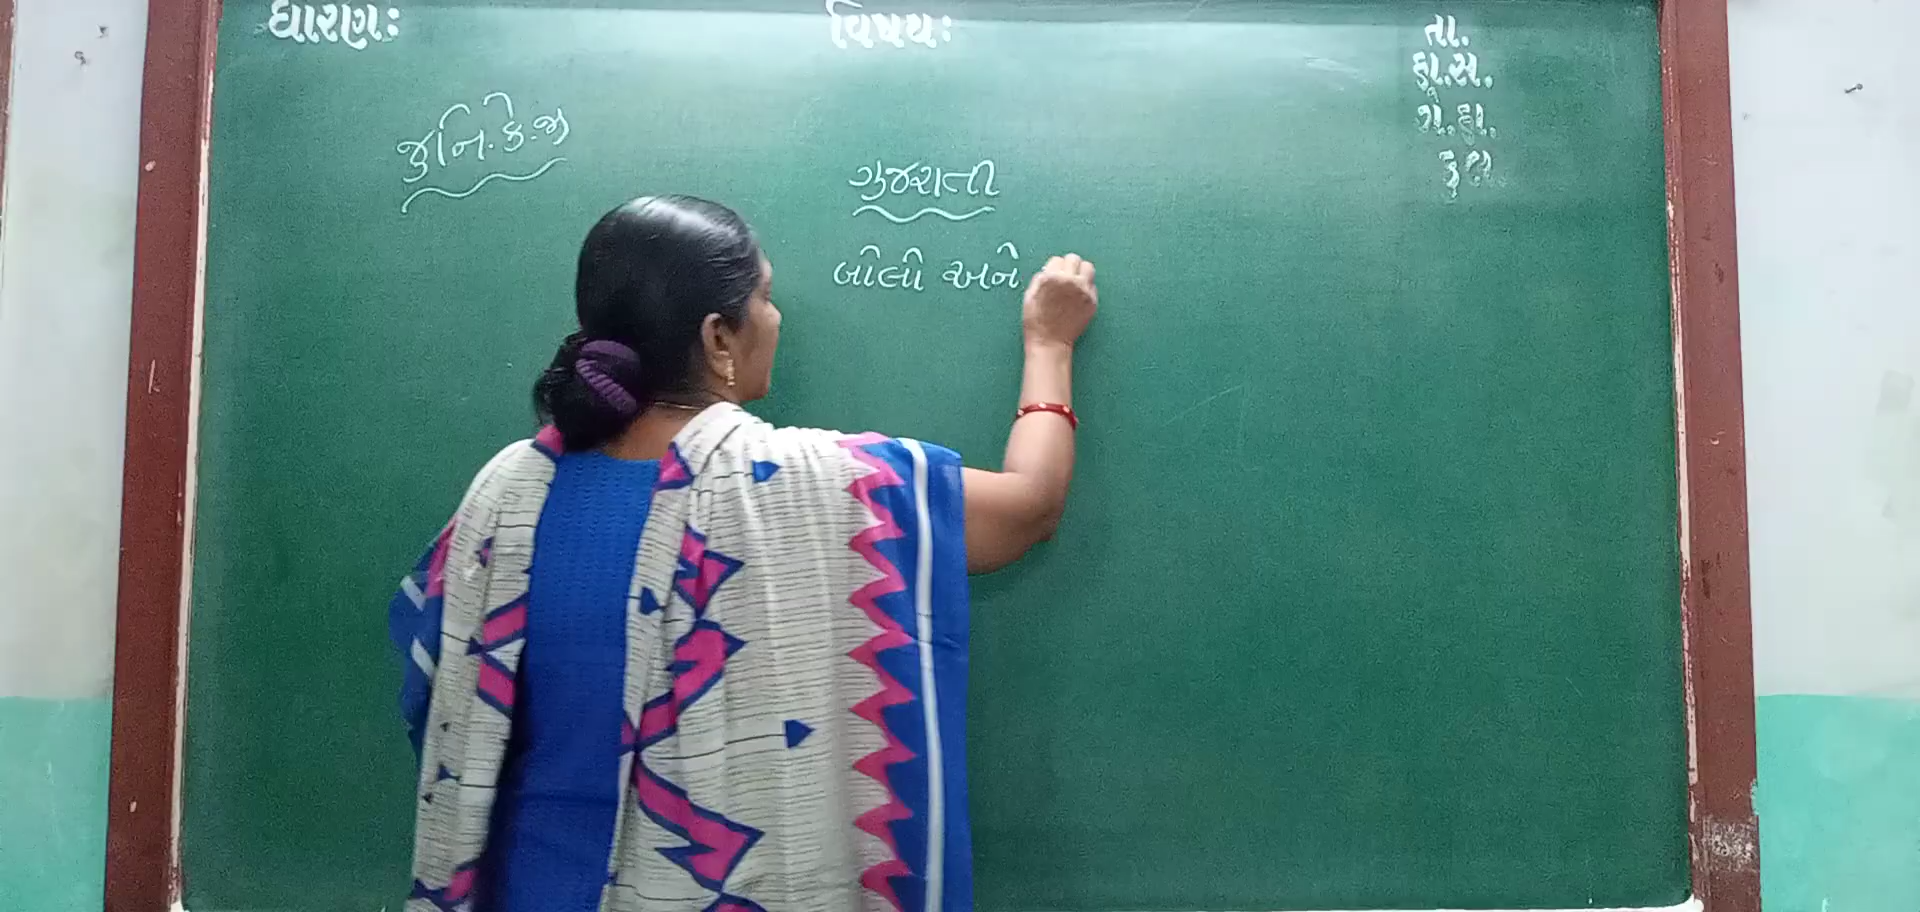 ધોરણઃ
વિષયઃ
તા.
હા.સં.
ગે.હા.
કુલ
જુનિ.કે.જી
ગુજરાતી
બોલો અને